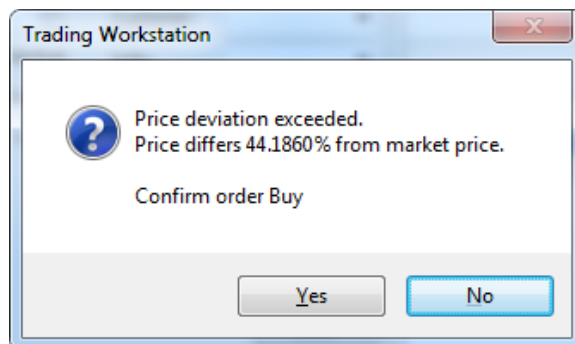 Trading Workstation
Price deviation exceeded.
Price differs 44.1860% from market price.
Confirm order Buy
Yes
No